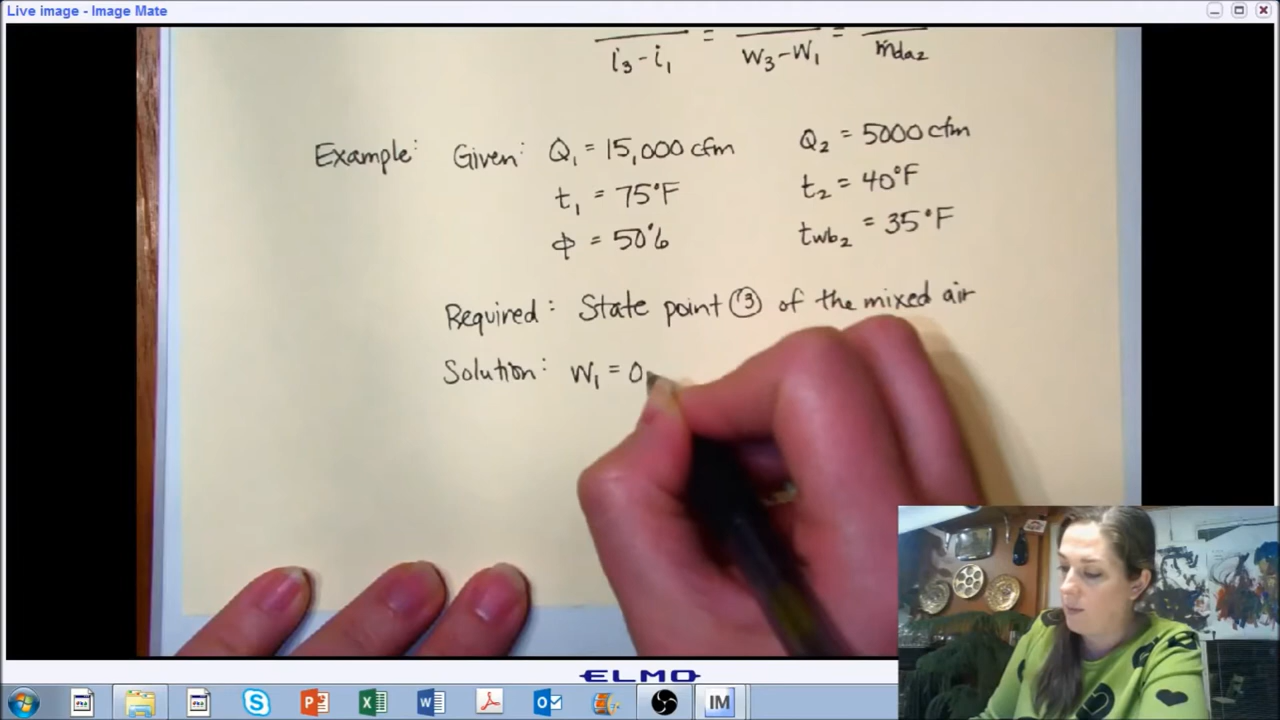 Live image - Image Mate
i₃ - i₁ = W₃ - W₁ = ṁda2
Example: Given: Q₁ = 15,000 cfm Q₂ = 5000 cfm
t₁ = 75°F t₂ = 40°F
ϕ = 50% twb₂ = 35°F
Required: State point ③ of the mixed air
Solution: W₁ = 0.
ELMO
IM